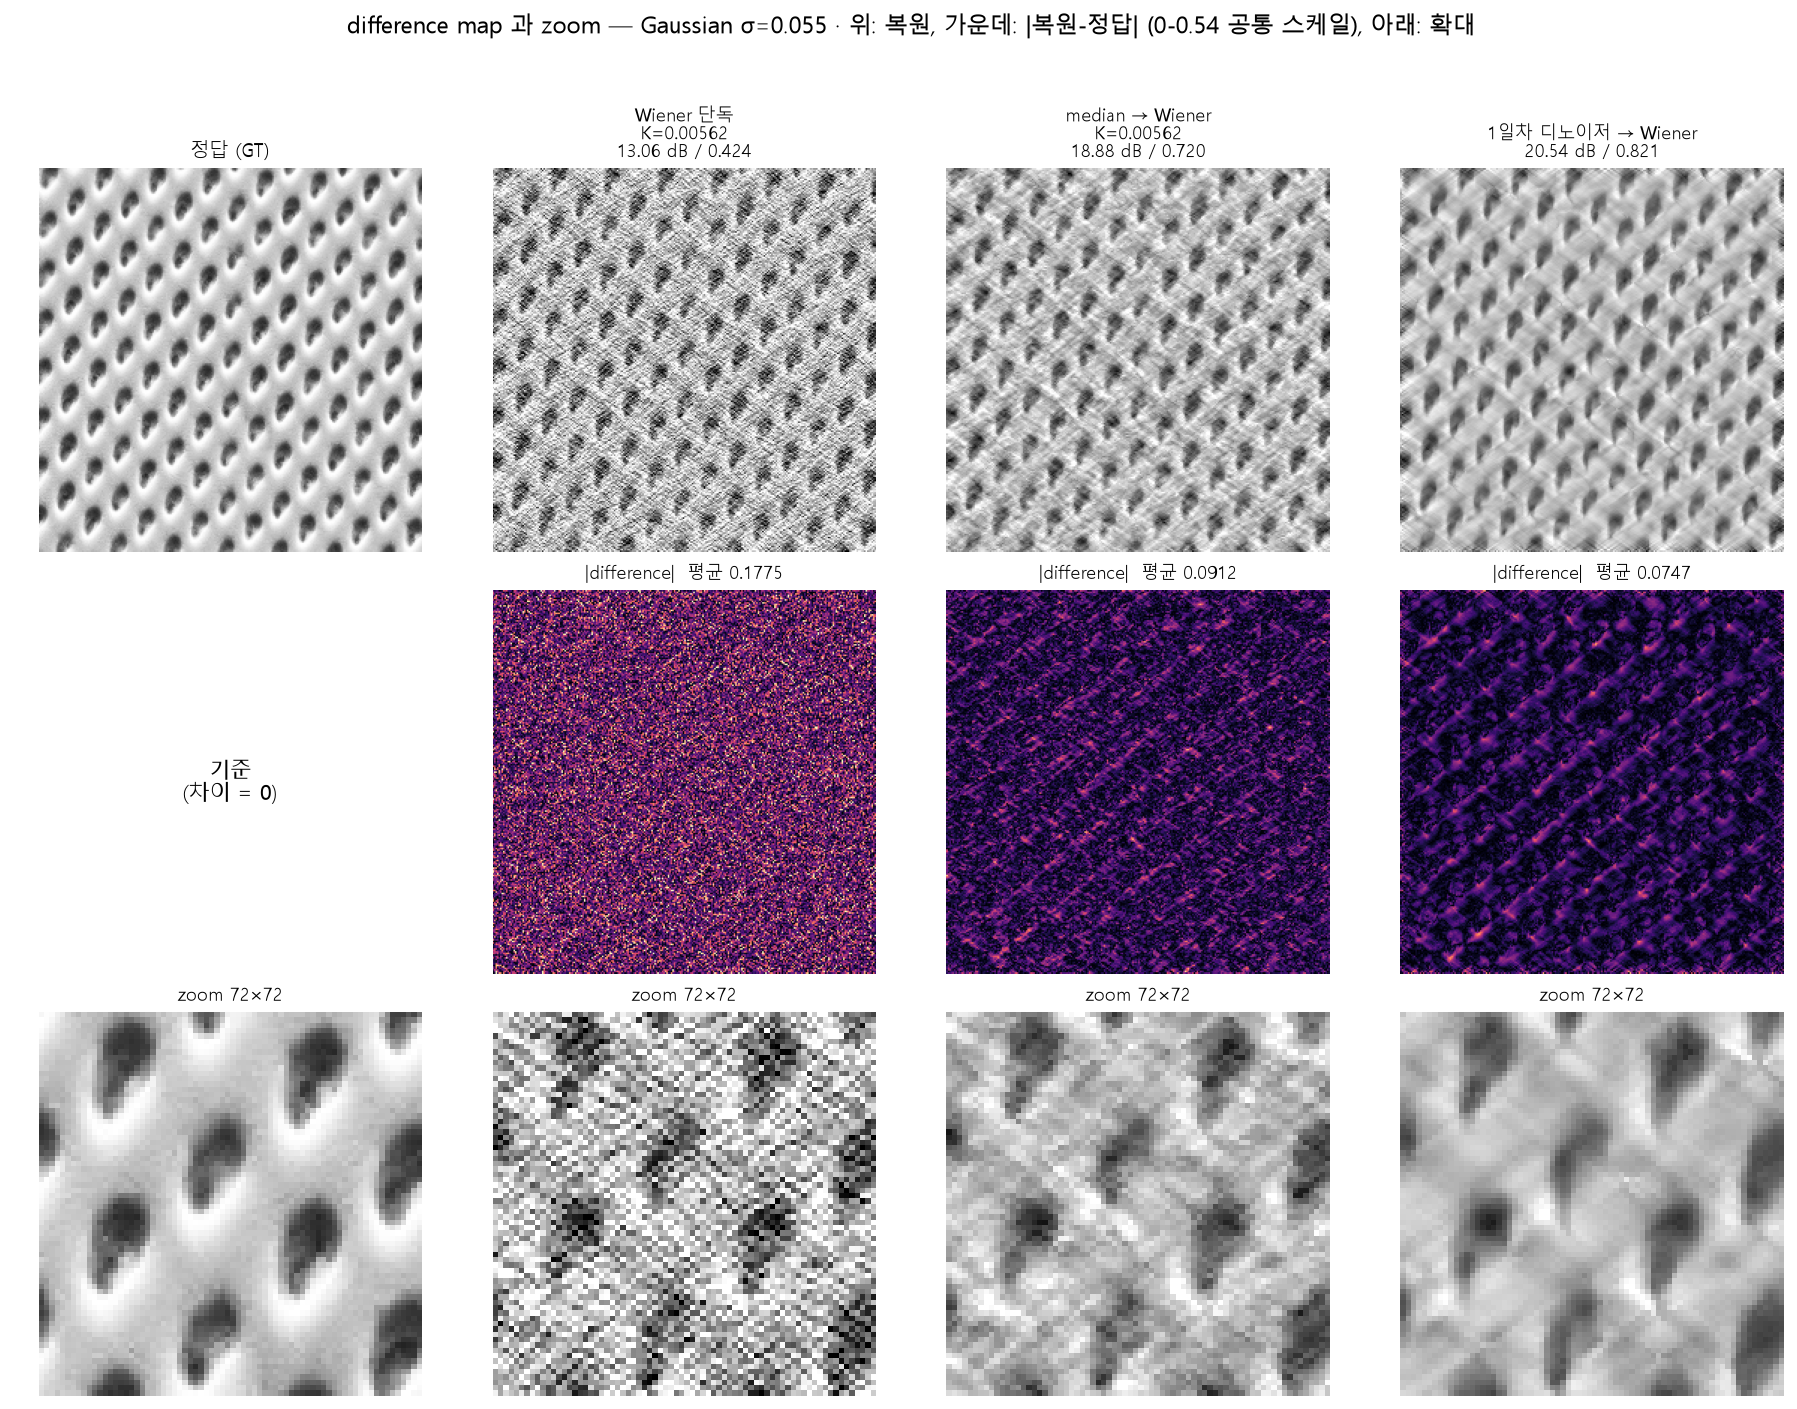 difference map 과 zoom — Gaussian σ=0.055 · 위: 복원, 가운데: |복원-정답| (0-0.54 공통 스케일), 아래: 확대
정답 (GT)
Wiener 단독
K=0.00562
13.06 dB / 0.424
median → Wiener
K=0.00562
18.88 dB / 0.720
1일차 디노이저 → Wiener
20.54 dB / 0.821
기준
(차이 = 0)
|difference| 평균 0.1775
|difference| 평균 0.0912
|difference| 평균 0.0747
zoom 72×72
zoom 72×72
zoom 72×72
zoom 72×72